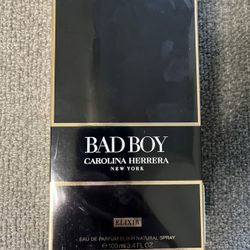 BAD BOY
CAROLINA HERRERA
NEW YORK
ELIXIR
EAU DE PARFUM ELIXIR NATURAL SPRAY
℮ 100 ml 3.4 FL.OZ.